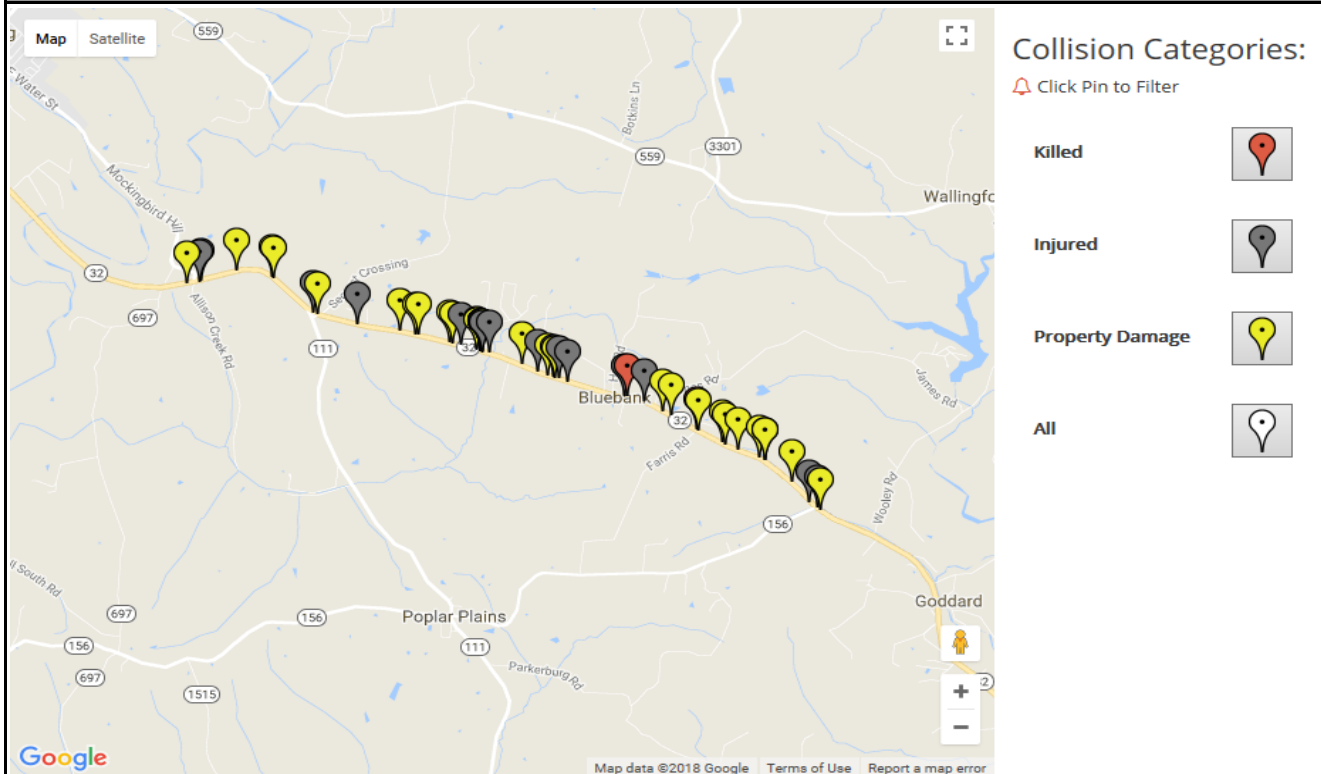 Map Satellite
559
Water St
Botkins Ln
559
3301
Mockingbird Hill
Wallingfo
32
Second Crossing
697
Allison Creek Rd
111
32
Bluebank
James Rd
32
Farris Rd
156
Wooley Rd
South Rd
697
156
Poplar Plains
Goddard
156
111
697
Parkerburg Rd
1515
Google
Map data ©2018 Google Terms of Use Report a map error
Collision Categories:
Click Pin to Filter
Killed
Injured
Property Damage
All